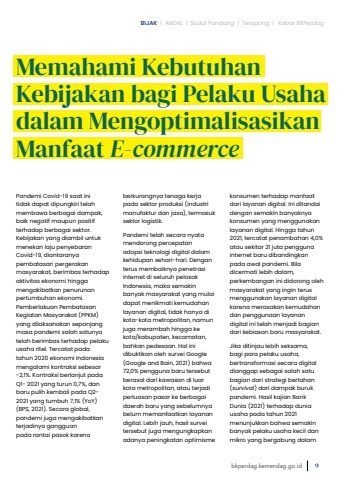 BIJAK | ANDAL | Sudut Pandang | Teropong | Kabar BKPerdag
Memahami Kebutuhan
Kebijakan bagi Pelaku Usaha
dalam Mengoptimalisasikan
Manfaat E-commerce
Pandemi Covid-19 saat ini
tidak dapat dipungkiri telah
membawa berbagai dampak,
baik negatif maupun positif
terhadap berbagai sektor.
Kebijakan yang diambil untuk
menekan laju penyebaran
Covid-19, diantaranya
pembatasan pergerakan
masyarakat, berimbas terhadap
aktivitas ekonomi hingga
mengakibatkan penurunan
pertumbuhan ekonomi.
Pemberlakuan Pembatasan
Kegiatan Masyarakat (PPKM)
yang dilaksanakan sepanjang
masa pandemi salah satunya
telah berimbas terhadap pelaku
usaha ritel. Tercatat pada
tahun 2020 ekonomi Indonesia
mengalami kontraksi sebesar
-2,1%. Kontraksi berlanjut pada
Q1- 2021 yang turun 0,7%, dan
baru pulih kembali pada Q2-
2021 yang tumbuh 7,1% (YoY)
(BPS, 2021). Secara global,
pandemi juga mengakibatkan
terjadinya gangguan
pada rantai pasok karena
berkurangnya tenaga kerja
pada sektor produksi (industri
manufaktur dan jasa), termasuk
sektor logistik.
Pandemi telah secara nyata
mendorong percepatan
adopsi teknologi digital dalam
kehidupan sehari-hari. Dengan
terus membaiknya penetrasi
internet di seluruh pelosok
Indonesia, maka semakin
banyak masyarakat yang mulai
dapat menikmati kemudahan
layanan digital, tidak hanya di
kota-kota metropolitan, namun
juga merambah hingga ke
kota/kabupaten, kecamatan,
bahkan pedesaan. Hal ini
dibuktikan oleh survei Google
(Google and Bain, 2021) bahwa
72,0% pengguna baru tersebut
berasal dari kawasan di luar
kota metropolitan, atau terjadi
perluasan pasar ke berbagai
daerah baru yang sebelumnya
belum memanfaatkan layanan
digital. Lebih jauh, hasil survei
tersebut juga mengungkapkan
adanya peningkatan optimisme
konsumen terhadap manfaat
dari layanan digital. Ini ditandai
dengan semakin banyaknya
konsumen yang menggunakan
layanan digital. Hingga tahun
2021, tercatat penambahan 4,0%
atau sekitar 21 juta pengguna
internet baru dibandingkan
pada awal pandemi. Bila
dicermati lebih dalam,
perkembangan ini didorong oleh
masyarakat yang ingin terus
menggunakan layanan digital
karena merasakan kemudahan
dan penggunaan layanan
digital ini telah menjadi bagian
dari kebiasan baru masyarakat.
Jika ditinjau lebih seksama,
bagi para pelaku usaha,
bertransformasi secara digital
dianggap sebagai salah satu
bagian dari strategi bertahan
(survival) dari dampak buruk
pandemi. Hasil kajian Bank
Dunia (2021) terhadap dunia
usaha pada tahun 2021
menunjukkan bahwa semakin
banyak pelaku usaha kecil dan
mikro yang bergabung dalam
bkperdag.kemendag.go.id | 9